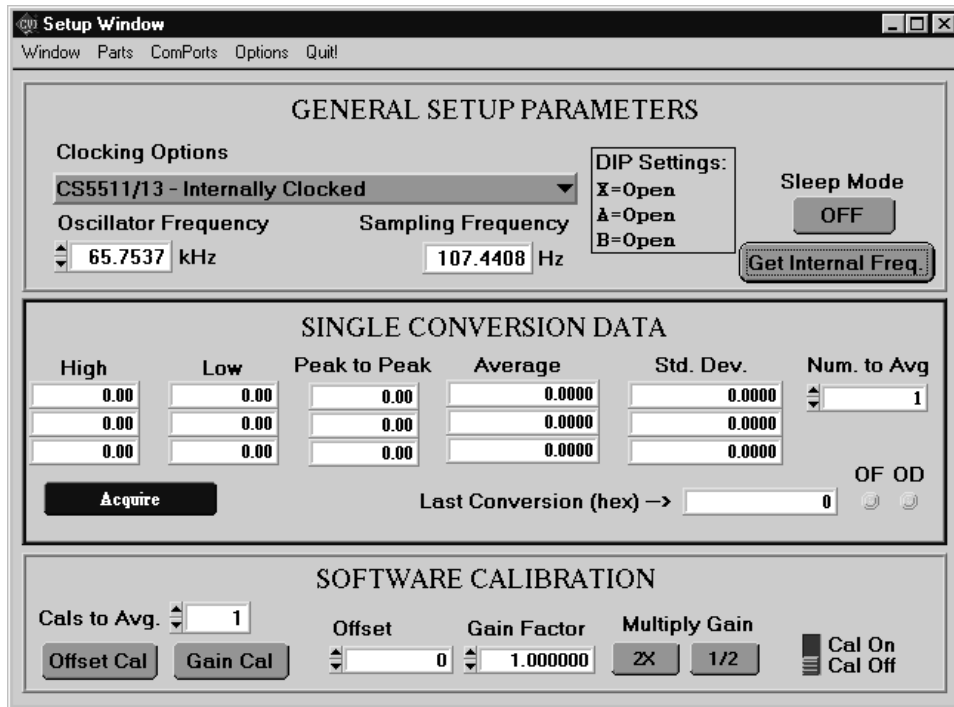 CVI Setup Window
Window Parts ComPorts Options Quit!
GENERAL SETUP PARAMETERS
Clocking Options
CS5511/13 - Internally Clocked
Oscillator Frequency
65.7537 kHz
Sampling Frequency
107.4408 Hz
DIP Settings:
X=Open
A=Open
B=Open
Sleep Mode
OFF
Get Internal Freq.
SINGLE CONVERSION DATA
High Low Peak to Peak Average Std. Dev. Num. to Avg
0.00 0.00 0.00 0.0000 0.0000 1
0.00 0.00 0.00 0.0000 0.0000
0.00 0.00 0.00 0.0000 0.0000
OF OD
Acquire Last Conversion (hex) --> 0
SOFTWARE CALIBRATION
Cals to Avg. 1
Offset Cal Gain Cal
Offset
0
Gain Factor
1.000000
Multiply Gain
2X 1/2
Cal On
Cal Off